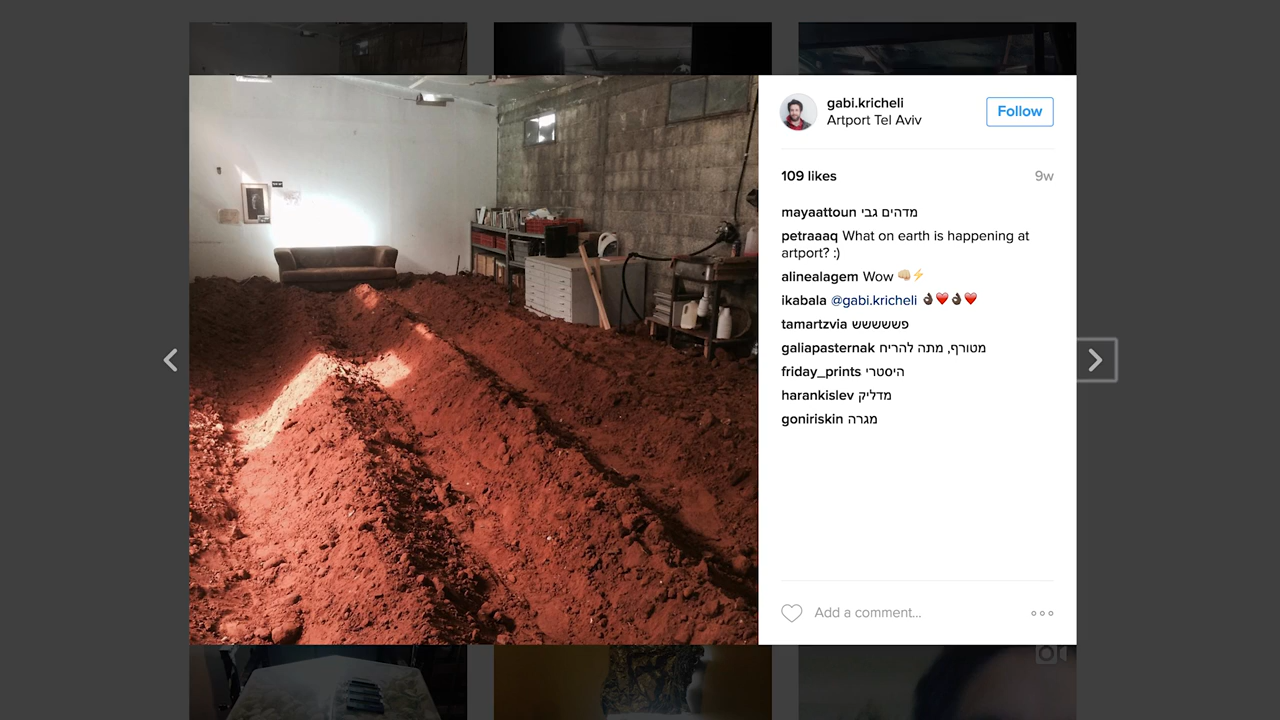 gabi.kricheli
Artport Tel Aviv
Follow
109 likes
9w
mayaattoun מדהים גבי
petraaaq What on earth is happening at
artport? :)
alinealagem Wow 👊🏼⚡
ikabala @gabi.kricheli 👌🏿❤️👌🏿❤️
tamartzvia פששששש
galiapasternak מטורף, מתה להריח
friday_prints היסטרי
harankislev מדליק
goniriskin מגרה
Add a comment...